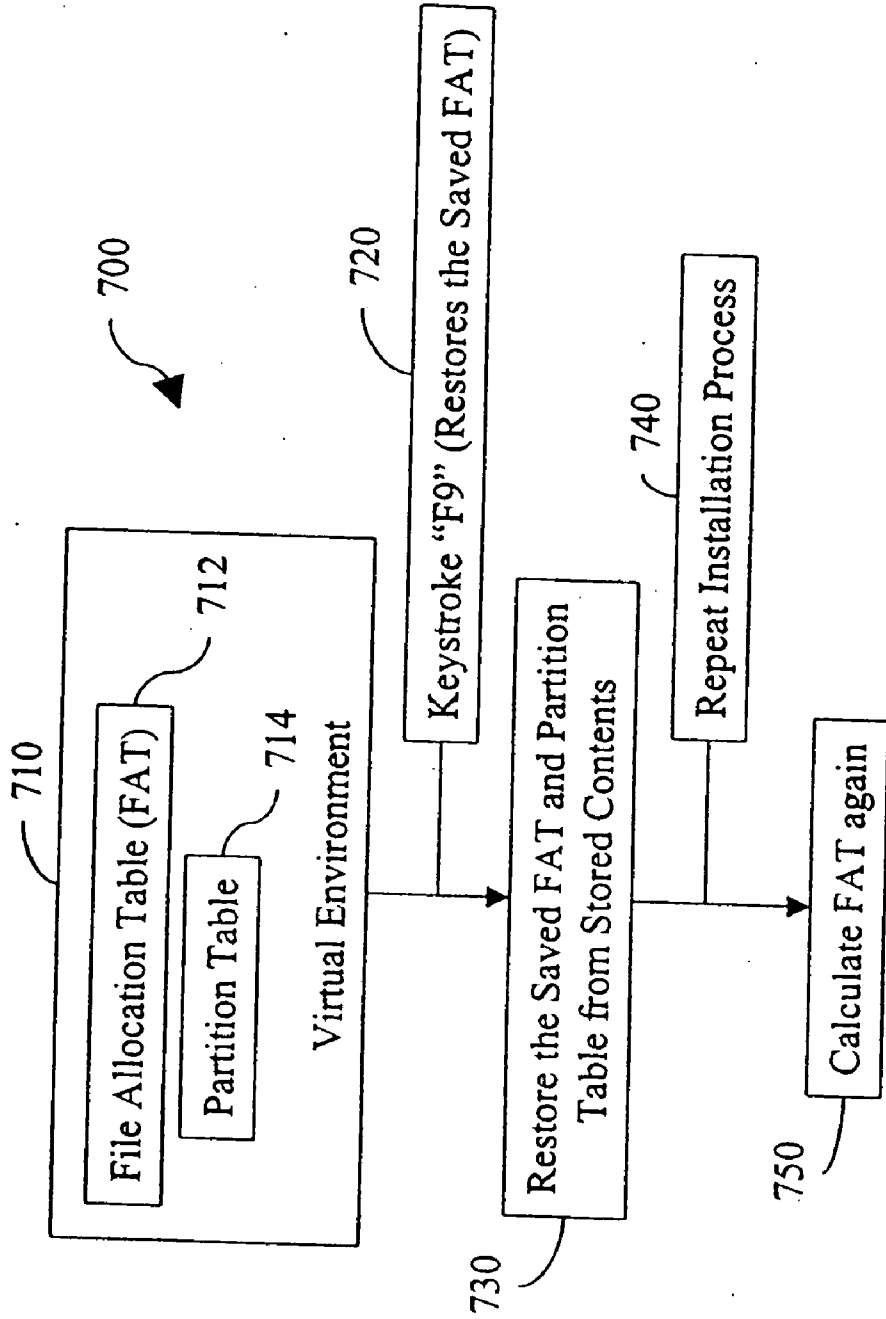 700
710
File Allocation Table (FAT)
712
Partition Table
714
Virtual Environment
720
Keystroke “F9” (Restores the Saved FAT)
730
Restore the Saved FAT and Partition
Table from Stored Contents
740
Repeat Installation Process
750
Calculate FAT again